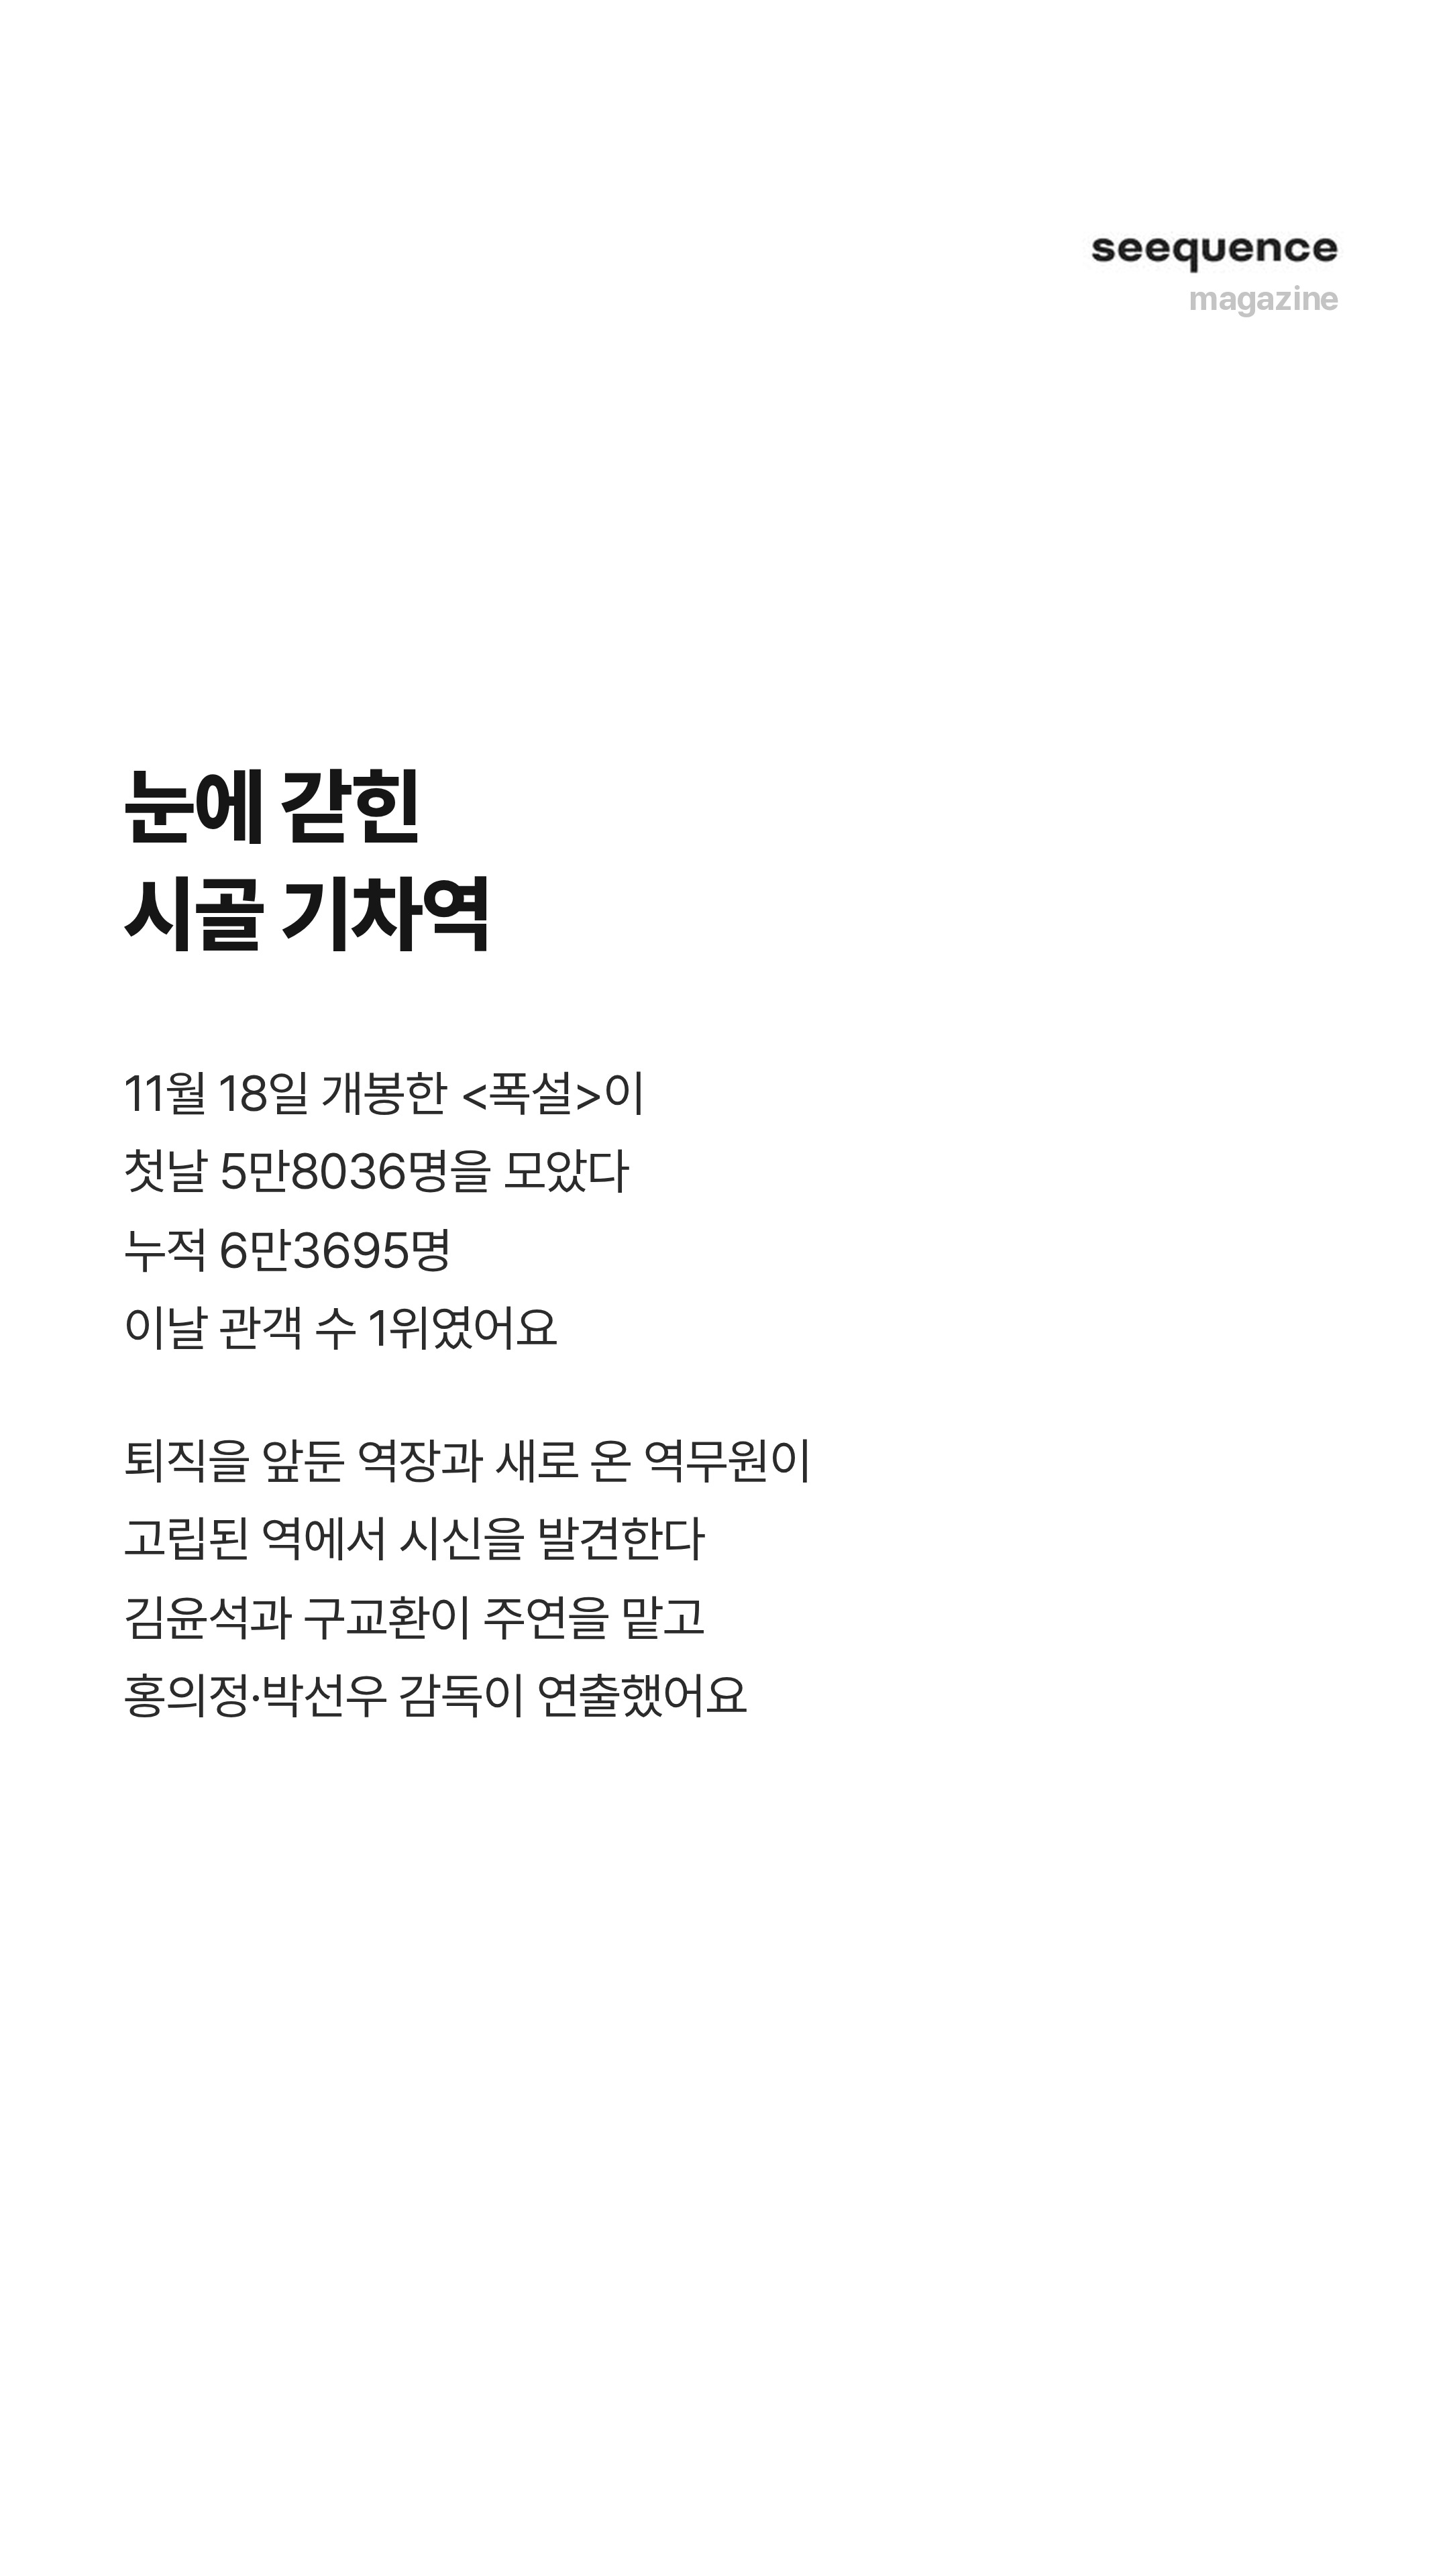 seequence
magazine
눈에 갇힌
시골 기차역
11월 18일 개봉한 <폭설>이
첫날 5만8036명을 모았다
누적 6만3695명
이날 관객 수 1위였어요
퇴직을 앞둔 역장과 새로 온 역무원이
고립된 역에서 시신을 발견한다
김윤석과 구교환이 주연을 맡고
홍의정·박선우 감독이 연출했어요